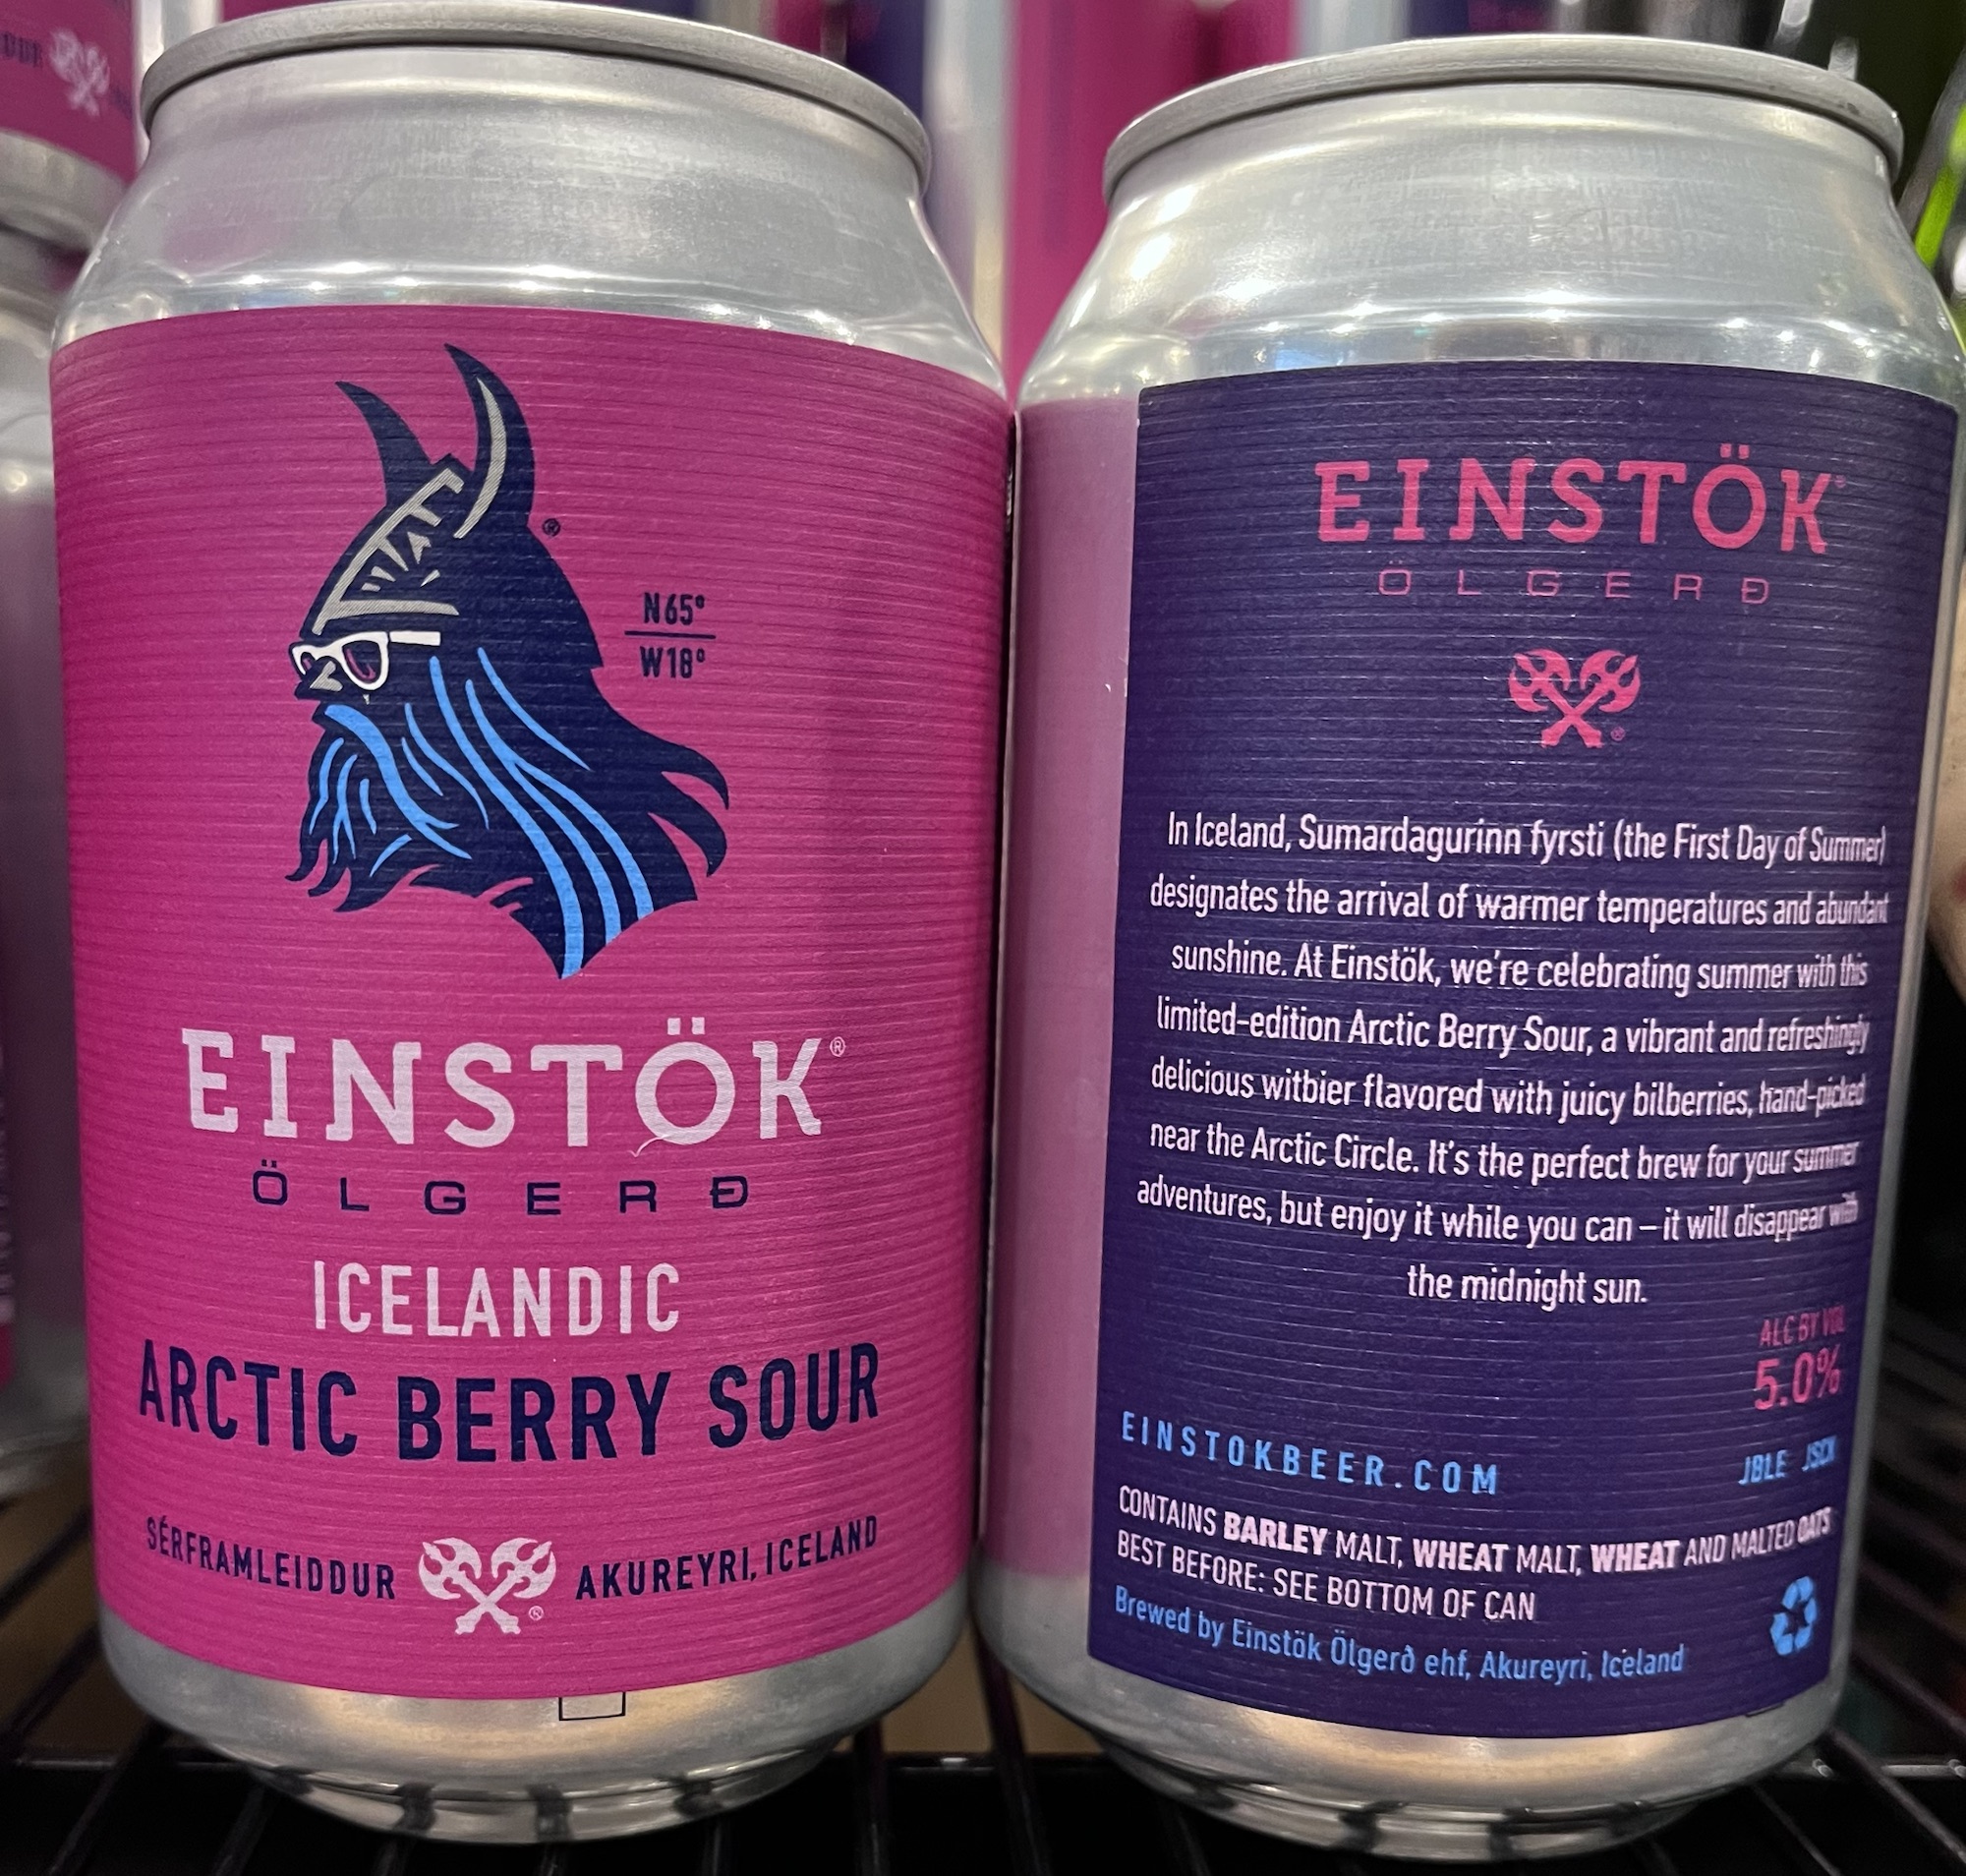 N65°
W18°
EINSTÖK®
ÖLGERÐ
ICELANDIC
ARCTIC BERRY SOUR
SÉRFRAMLEIDDUR AKUREYRI, ICELAND
EINSTÖK
ÖLGERÐ
In Iceland, Sumardagurinn fyrsti (the First Day of Summer)
designates the arrival of warmer temperatures and abundant
sunshine. At Einstök, we're celebrating summer with this
limited-edition Arctic Berry Sour, a vibrant and refreshingly
delicious witbier flavored with juicy bilberries, hand-picked
near the Arctic Circle. It's the perfect brew for your summer
adventures, but enjoy it while you can – it will disappear with
the midnight sun.
ALC BY VOL
5.0%
EINSTOKBEER.COM
JBLE
CONTAINS BARLEY MALT, WHEAT MALT, WHEAT AND MALTED OATS
BEST BEFORE: SEE BOTTOM OF CAN
Brewed by Einstök Ölgerð ehf, Akureyri, Iceland